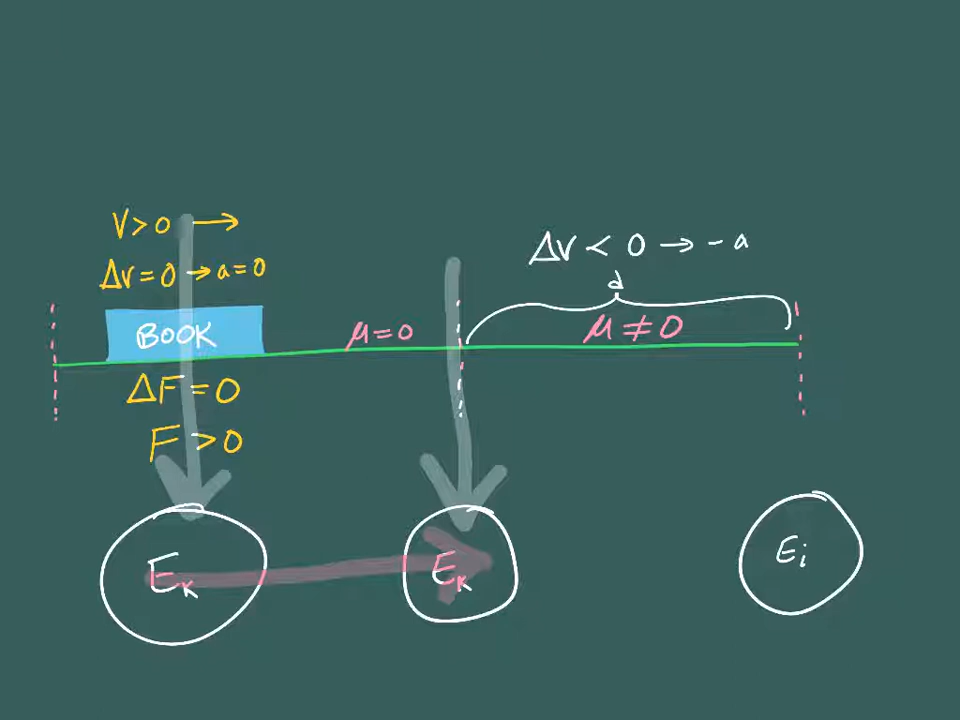 V > 0 →
Δv = 0 → a = 0
BOOK
ΔF = 0
F > 0
μ = 0
Δv < 0 → - a
d
μ ≠ 0
Eₖ
Eₖ
Eᵢ